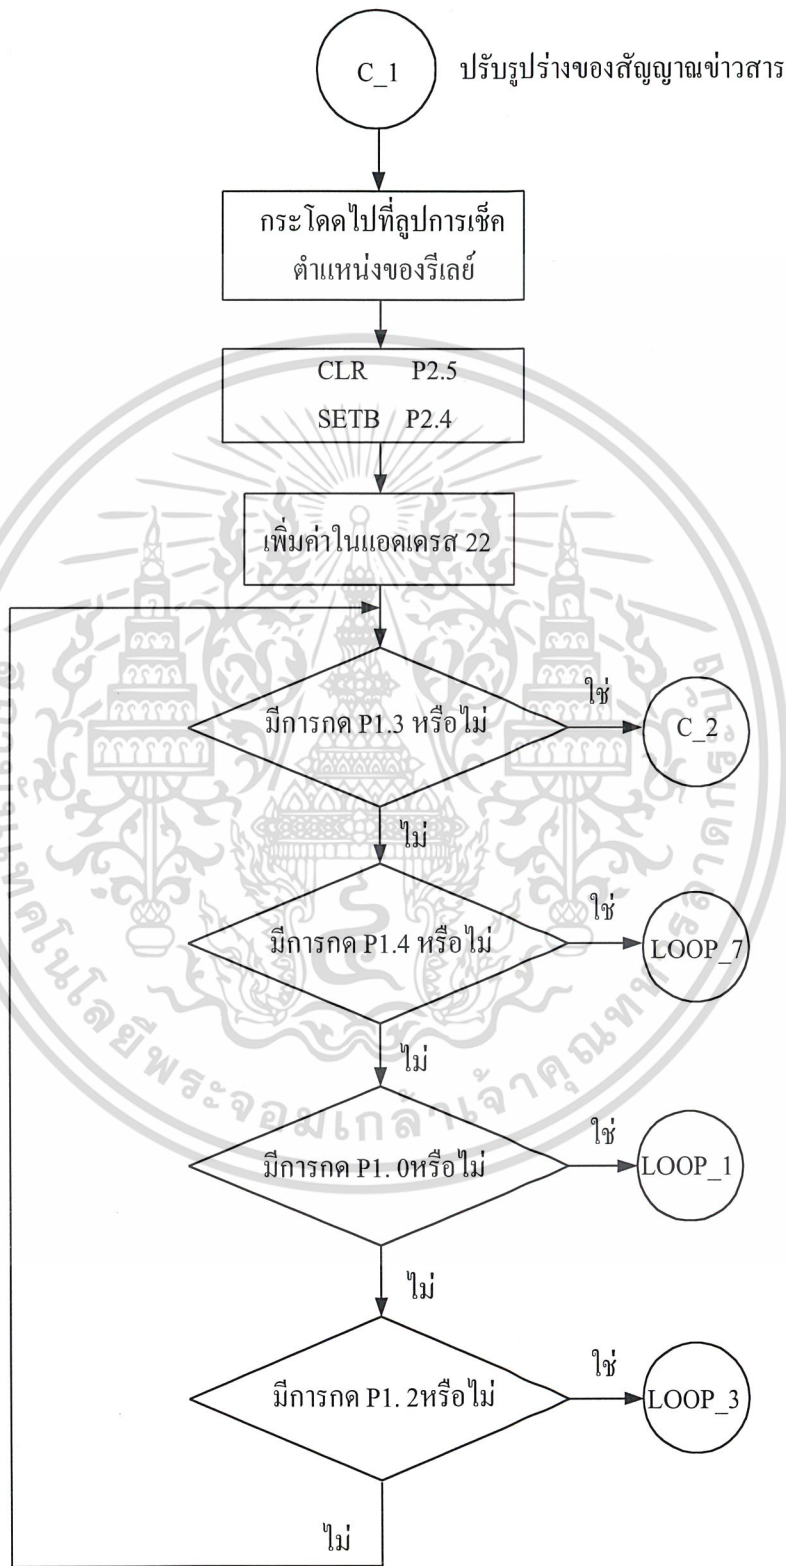 C_1
ปรับรูปร่างของสัญญาณข่าวสาร
กระโดดไปที่ลูปการเช็ค
ตำแหน่งของรีเลย์
CLR P2.5
SETB P2.4
เพิ่มค่าในแอดเดรส 22
มีการกด P1.3 หรือไม่
ใช่
C_2
ไม่
มีการกด P1.4 หรือไม่
ใช่
LOOP_7
ไม่
มีการกด P1. 0หรือไม่
ใช่
LOOP_1
ไม่
มีการกด P1. 2หรือไม่
ใช่
LOOP_3
ไม่